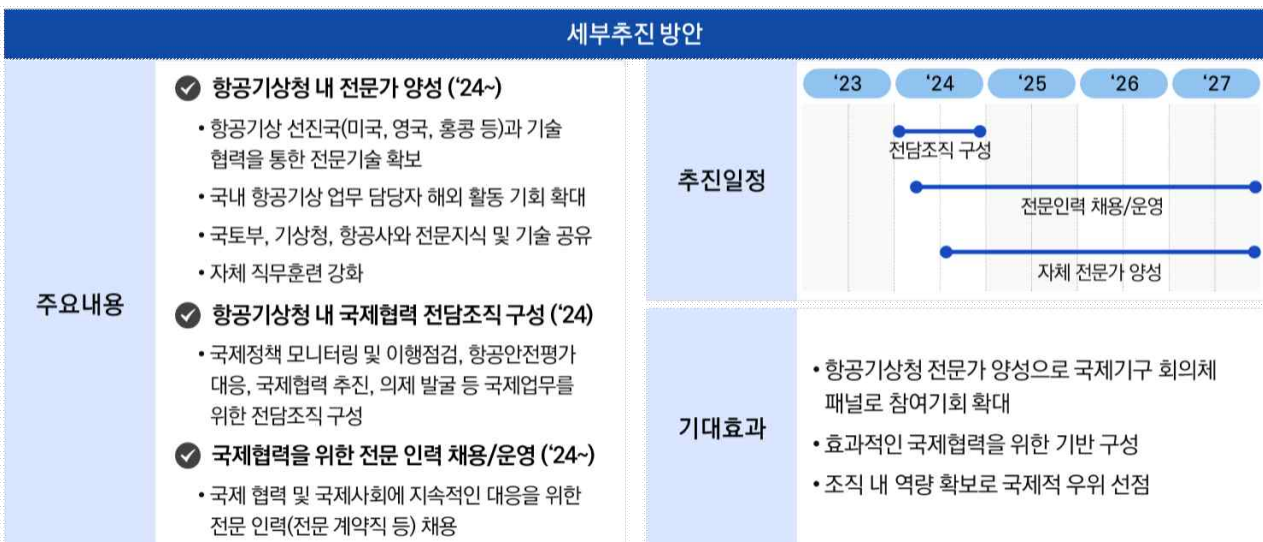 세부추진 방안
주요내용
항공기상청 내 전문가 양성 (‘24~)
• 항공기상 선진국(미국, 영국, 홍콩 등)과 기술
협력을 통한 전문기술 확보
• 국내 항공기상 업무 담당자 해외 활동 기회 확대
• 국토부, 기상청, 항공사와 전문지식 및 기술 공유
• 자체 직무훈련 강화
항공기상청 내 국제협력 전담조직 구성 (‘24)
• 국제정책 모니터링 및 이행점검, 항공안전평가
대응, 국제협력 추진, 의제 발굴 등 국제업무를
위한 전담조직 구성
국제협력을 위한 전문 인력 채용/운영 (‘24~)
• 국제 협력 및 국제사회에 지속적인 대응을 위한
전문 인력(전문 계약직 등) 채용
추진일정
‘23 ‘24 ‘25 ‘26 ‘27
전담조직 구성
전문인력 채용/운영
자체 전문가 양성
기대효과
• 항공기상청 전문가 양성으로 국제기구 회의체
패널로 참여기회 확대
• 효과적인 국제협력을 위한 기반 구성
• 조직 내 역량 확보로 국제적 우위 선점